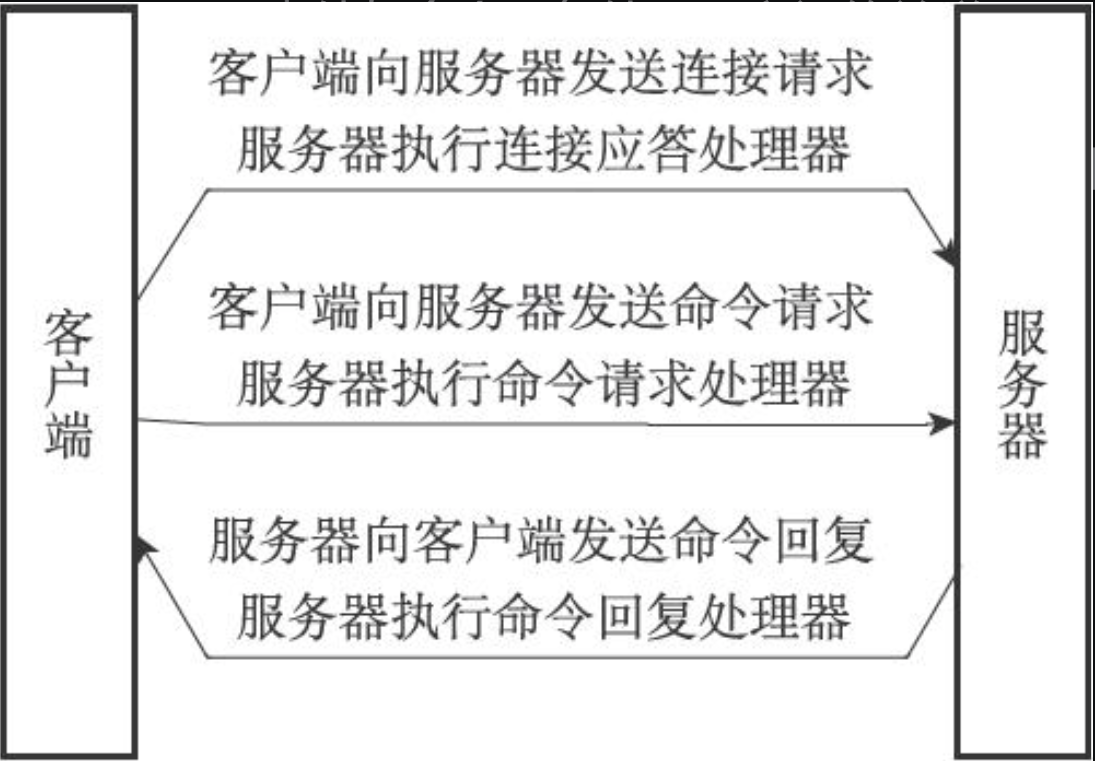 客户端向服务器发送连接请求
服务器执行连接应答处理器
客户端
客户端向服务器发送命令请求
服务器执行命令请求处理器
服务器
服务器向客户端发送命令回复
服务器执行命令回复处理器